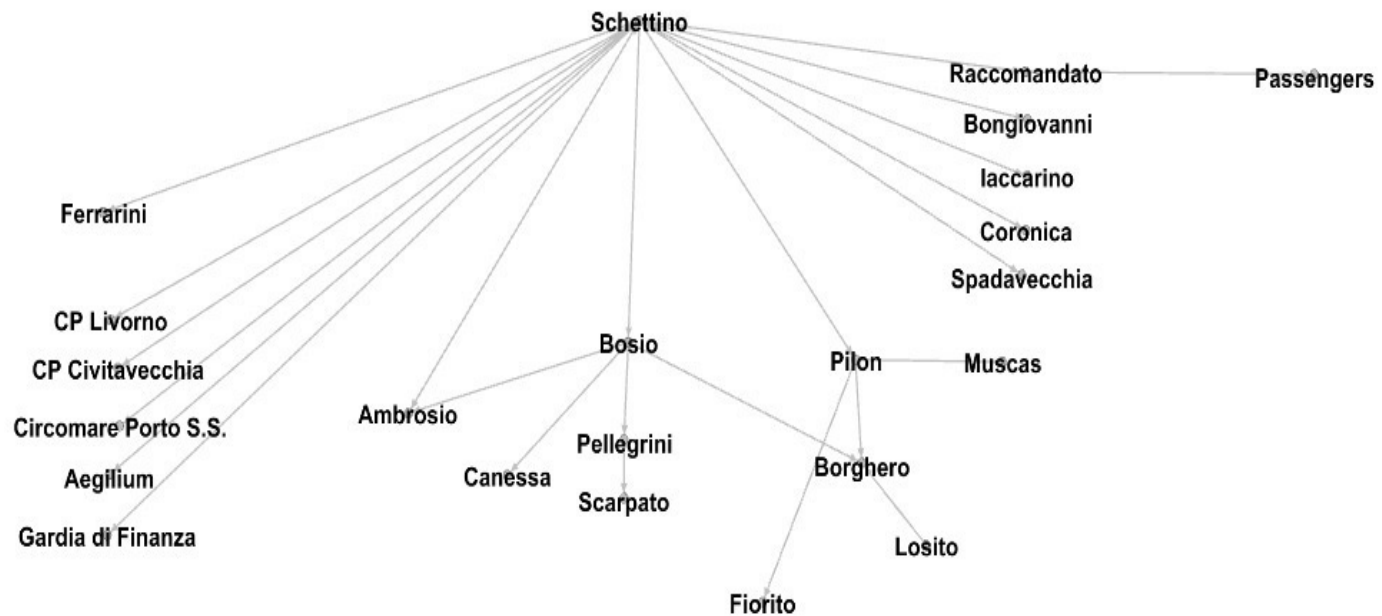 Schettino
Raccomandato
Passengers
Bongiovanni
Iaccarino
Ferrarini
Coronica
Spadavecchia
CP Livorno
Bosio
CP Civitavecchia
Pilon
Muscas
Ambrosio
Circomare Porto S.S.
Pellegrini
Borghero
Aegilium
Canessa
Scarpato
Gardia di Finanza
Losito
Fiorito